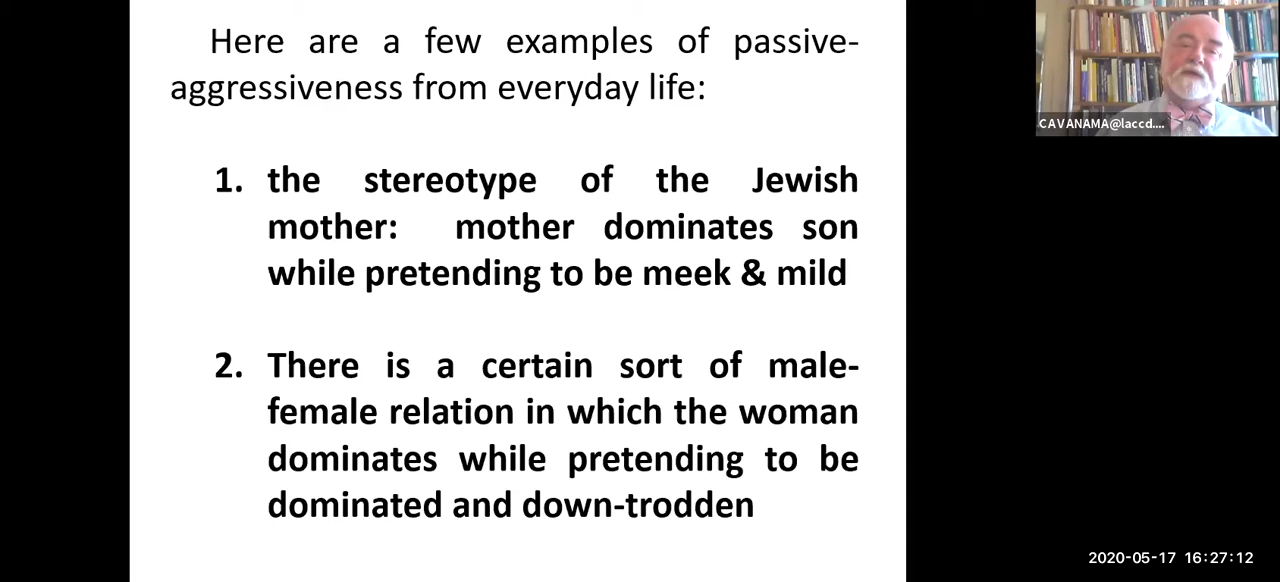 Here are a few examples of passive-
aggressiveness from everyday life:
1. the stereotype of the Jewish
mother: mother dominates son
while pretending to be meek & mild
2. There is a certain sort of male-
female relation in which the woman
dominates while pretending to be
dominated and down-trodden
CAVANAMA@laccd....
2020-05-17 16:27:12